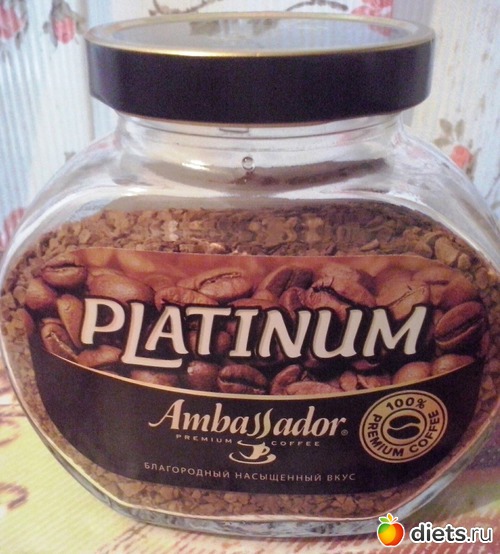 PLATINUM
Ambassador®
PREMIUM COFFEE
БЛАГОРОДНЫЙ НАСЫЩЕННЫЙ ВКУС
100%
PREMIUM COFFEE
diets.ru